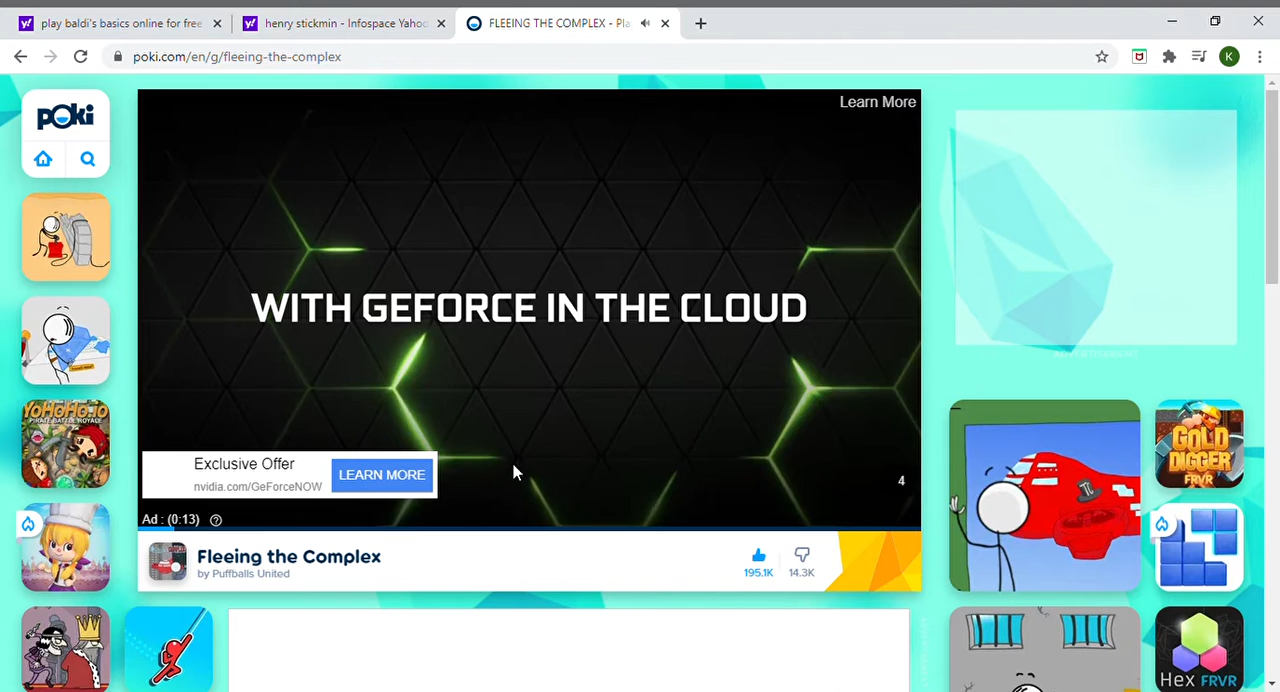 play baldi's basics online for free
henry stickmin - Infospace Yahoo
FLEEING THE COMPLEX - Pla
poki.com/en/g/fleeing-the-complex
K
poki
Learn More
WITH GEFORCE IN THE CLOUD
Exclusive Offer
nvidia.com/GeForceNOW
LEARN MORE
4
Ad : (0:13)
Fleeing the Complex
by Puffballs United
195.1K
14.3K
ADVERTISEMENT
YOHOHO.IO
PIRATE BATTLE ROYALE
GOLD
DIGGER
FRVR
Hex FRVR